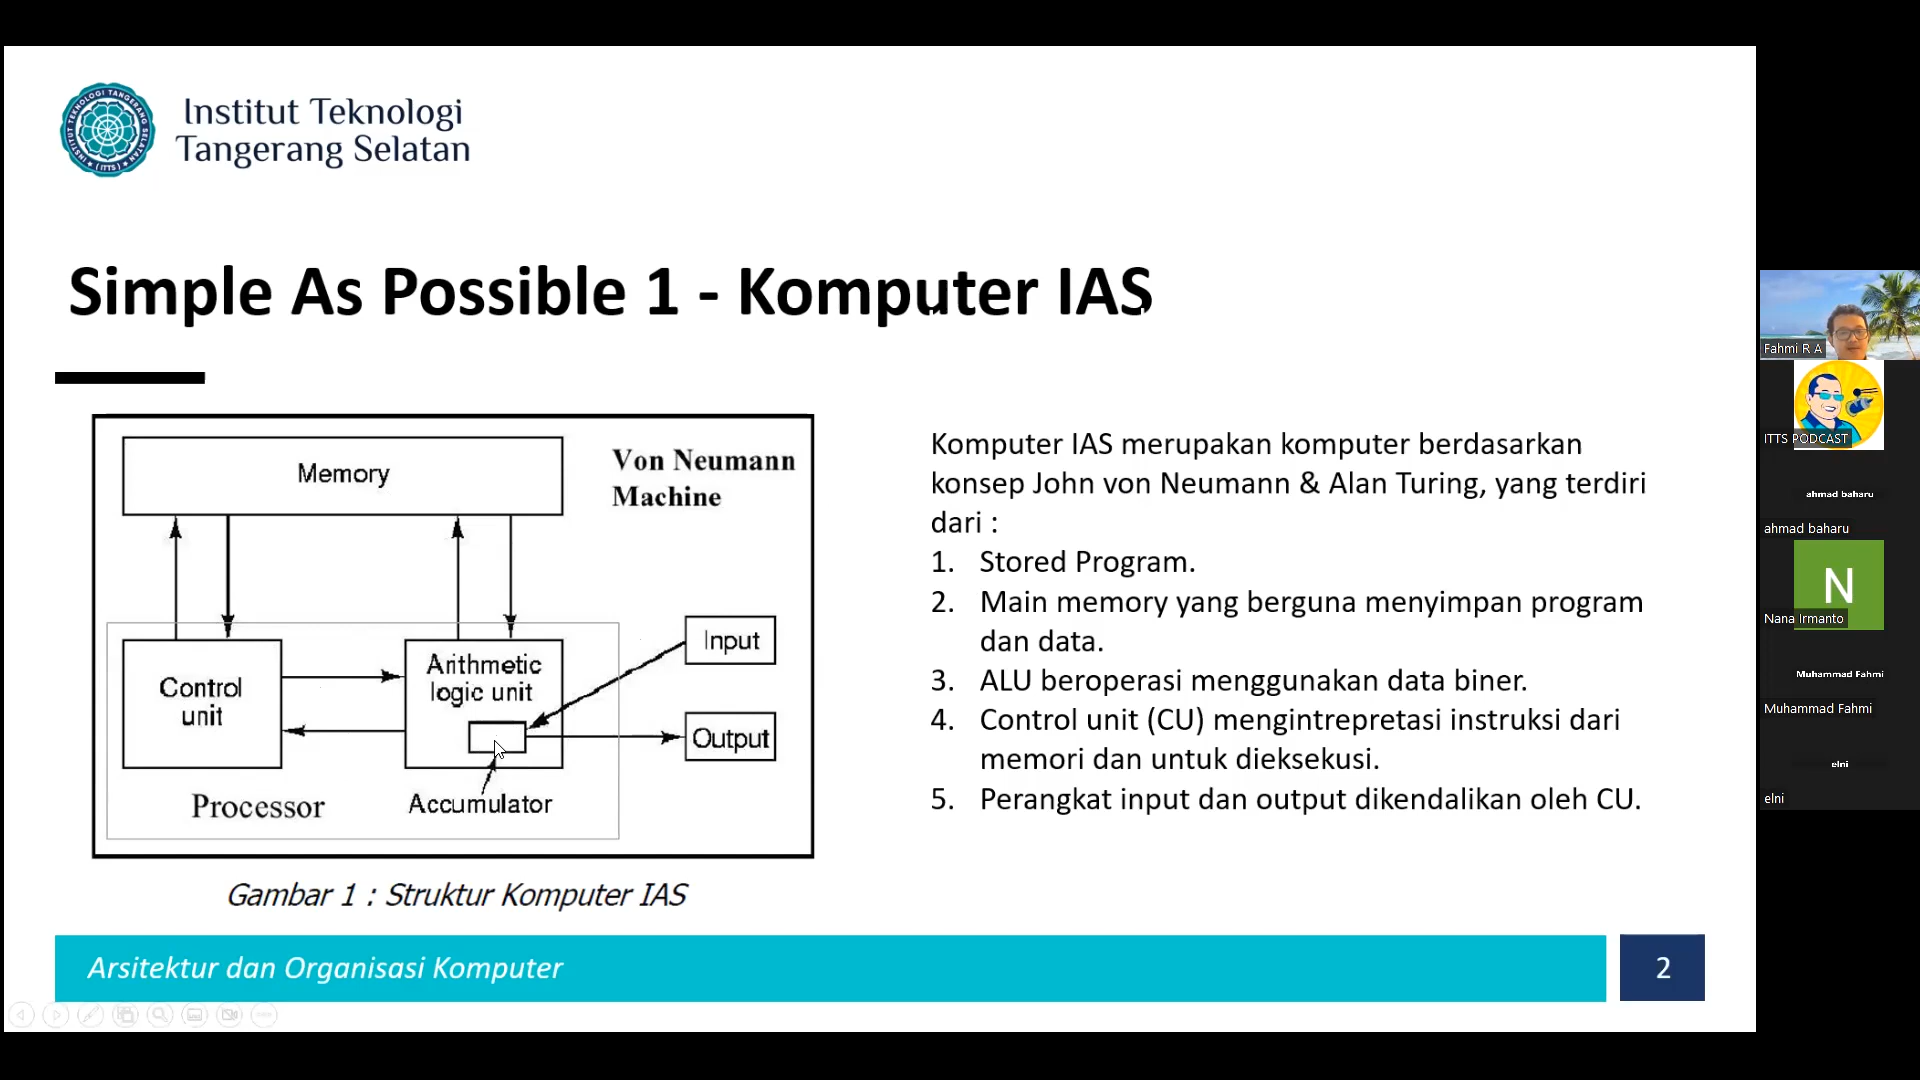 Institut Teknologi
Tangerang Selatan
Simple As Possible 1 - Komputer IAS
Memory
Von Neumann
Machine
Control
unit
Arithmetic
logic unit
Input
Output
Processor
Accumulator
Gambar 1 : Struktur Komputer IAS
Komputer IAS merupakan komputer berdasarkan
konsep John von Neumann & Alan Turing, yang terdiri
dari :
1. Stored Program.
2. Main memory yang berguna menyimpan program
dan data.
3. ALU beroperasi menggunakan data biner.
4. Control unit (CU) mengintrepretasi instruksi dari
memori dan untuk dieksekusi.
5. Perangkat input dan output dikendalikan oleh CU.
Arsitektur dan Organisasi Komputer
2
Fahmi R A
ITTS PODCAST
ahmad baharu
ahmad baharu
N
Nana Irmanto
Muhammad Fahmi
Muhammad Fahmi
elni
elni